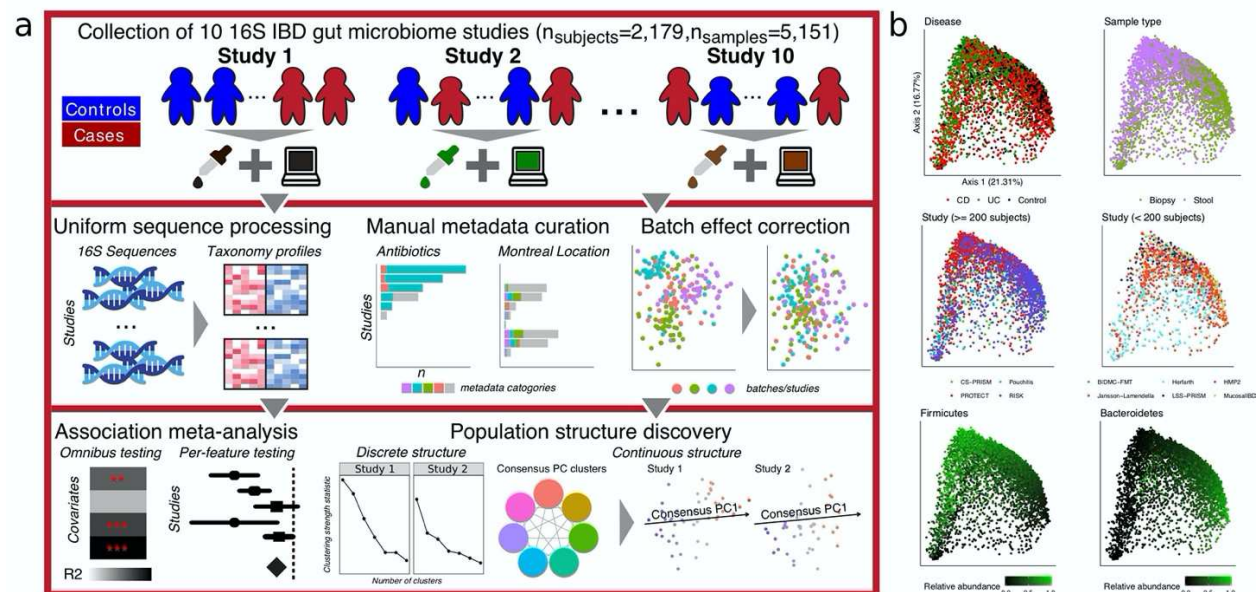 a
Collection of 10 16S IBD gut microbiome studies (nsubjects=2,179,nsamples=5,151)
Study 1 Study 2 Study 10
Controls
Cases
Uniform sequence processing
16S Sequences Taxonomy profiles
Studies
Manual metadata curation
Antibiotics Montreal Location
Studies
n
metadata catogories
Batch effect correction
batches/studies
Association meta-analysis
Omnibus testing Per-feature testing
Covariates
**
***
***
R2
Studies
Population structure discovery
Discrete structure
Study 1 Study 2
Clustering strength statistic
Number of clusters
Continuous structure
Consensus PC clusters
Study 1 Study 2
Consensus PC1 Consensus PC1
b
Disease Sample type
Axis 2 (16.77%)
Axis 1 (21.31%)
CD UC Control Biopsy Stool
Study (>= 200 subjects) Study (< 200 subjects)
CS-PRISM Pouchitis
PROTECT RISK
BIDMC-FMT Herfarth HMP2
Jansson-Lamendella LSS-PRISM MucosalIBD
Firmicutes Bacteroidetes
Relative abundance Relative abundance